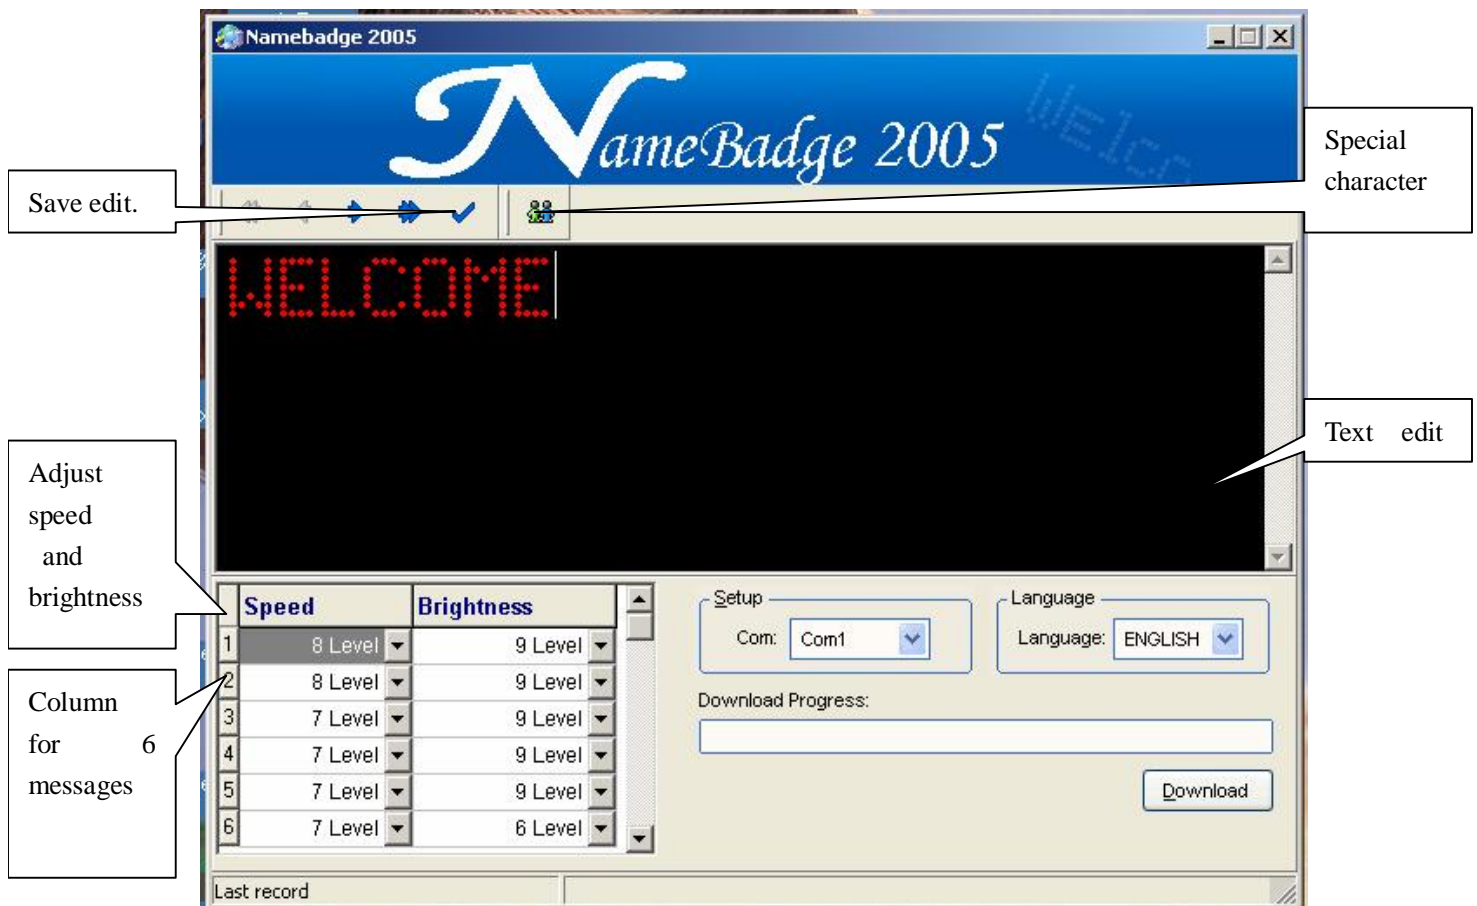 Namebadge 2005
NameBadge 2005
Welco
Special
character
Save edit.
WELCOME
Text edit
Adjust
speed
and
brightness
Column
for 6
messages
Speed Brightness
1 8 Level 9 Level
2 8 Level 9 Level
3 7 Level 9 Level
4 7 Level 9 Level
5 7 Level 9 Level
6 7 Level 6 Level
Setup
Com: Com1
Language
Language: ENGLISH
Download Progress:
Download
Last record